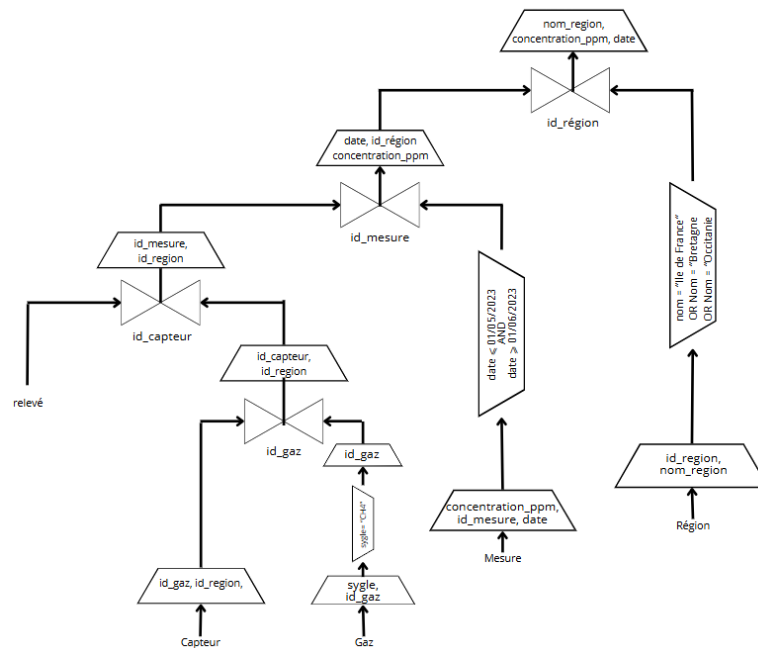 nom_region,
concentration_ppm, date
id_région
date, id_région
concentration_ppm
id_mesure
id_mesure,
id_region
id_capteur
nom = "Ile de France"
OR Nom = "Bretagne
OR Nom = "Occitanie
date ⩽ 01/05/2023
AND
date ⩾ 01/06/2023
id_capteur,
id_region
relevé
id_gaz
id_gaz
id_region,
nom_region
sygle= "CH4"
concentration_ppm,
id_mesure, date
Région
Mesure
id_gaz, id_region,
sygle,
id_gaz
Capteur
Gaz